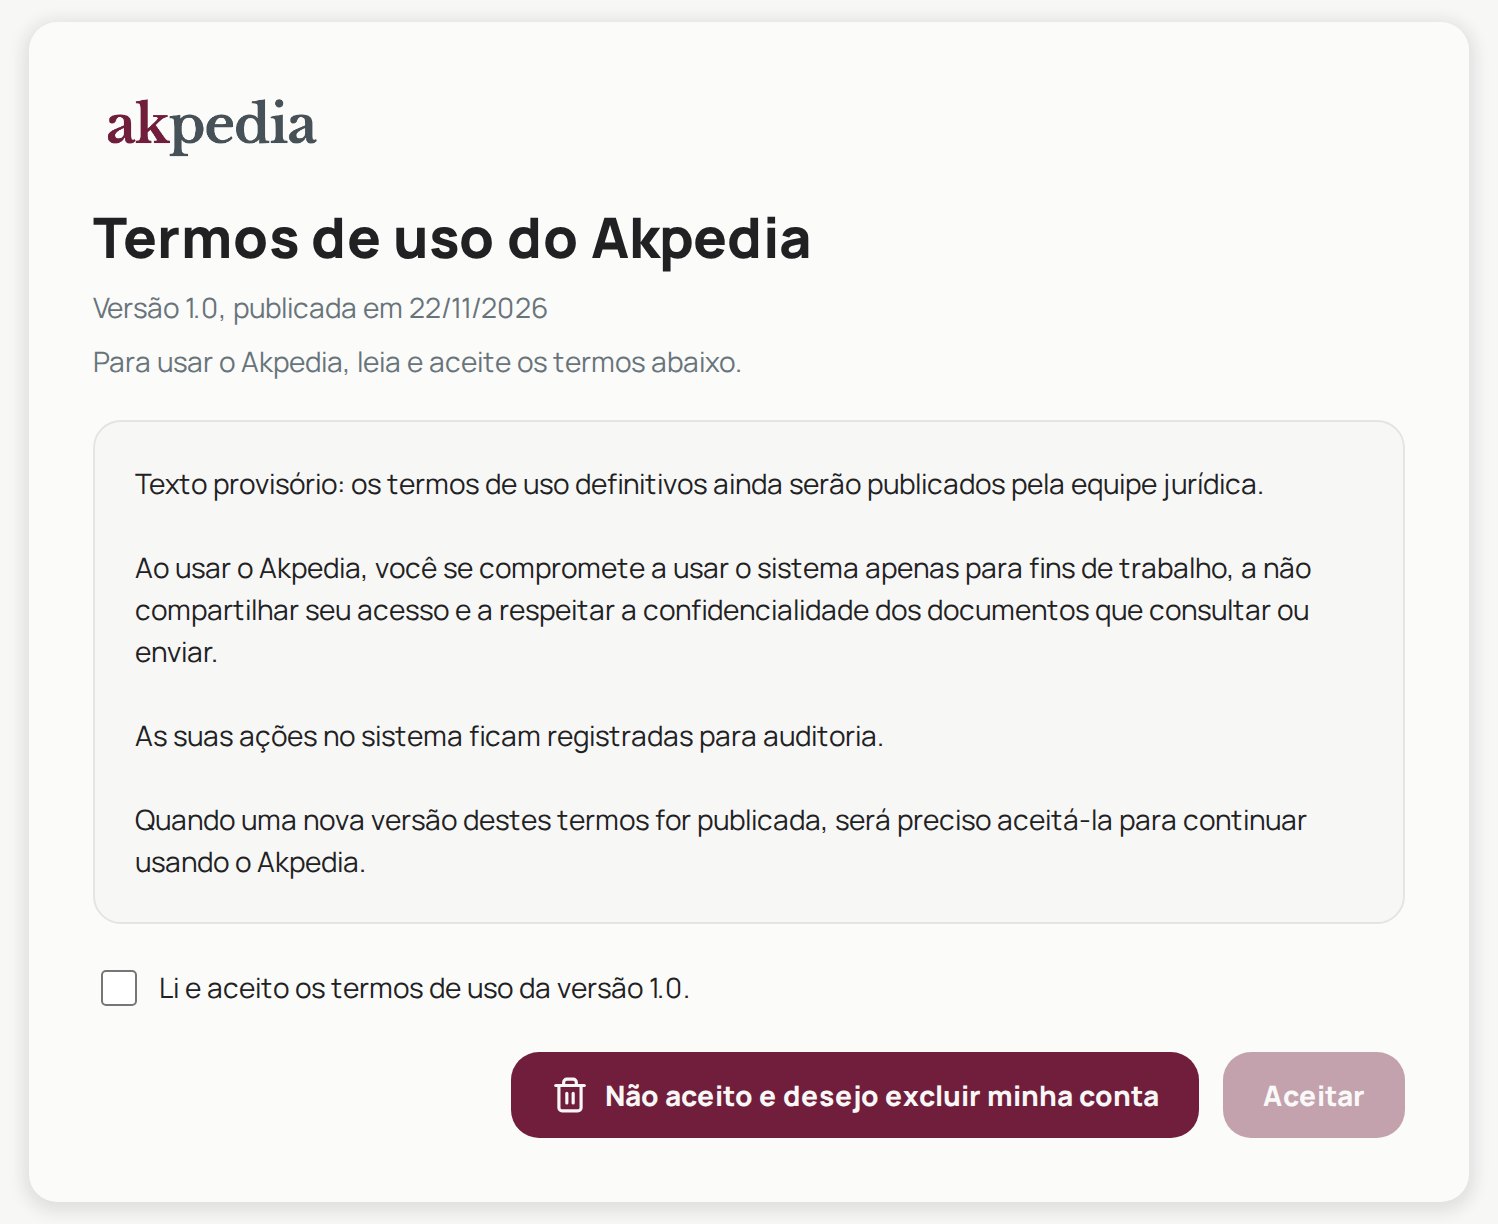 akpedia
Termos de uso do Akpedia
Versão 1.0, publicada em 22/11/2026
Para usar o Akpedia, leia e aceite os termos abaixo.
Texto provisório: os termos de uso definitivos ainda serão publicados pela equipe jurídica.
Ao usar o Akpedia, você se compromete a usar o sistema apenas para fins de trabalho, a não
compartilhar seu acesso e a respeitar a confidencialidade dos documentos que consultar ou
enviar.
As suas ações no sistema ficam registradas para auditoria.
Quando uma nova versão destes termos for publicada, será preciso aceitá-la para continuar
usando o Akpedia.
Li e aceito os termos de uso da versão 1.0.
Não aceito e desejo excluir minha conta
Aceitar